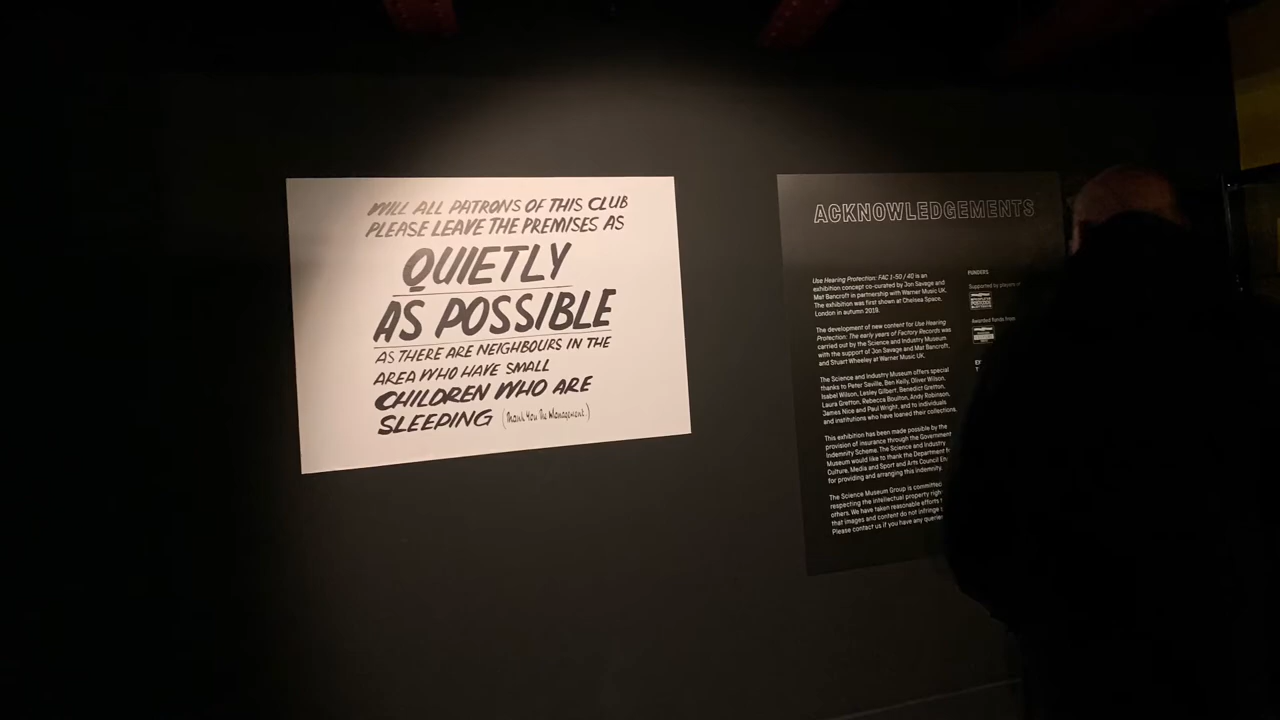 WILL ALL PATRONS OF THIS CLUB
PLEASE LEAVE THE PREMISES AS
QUIETLY
AS POSSIBLE
AS THERE ARE NEIGHBOURS IN THE
AREA WHO HAVE SMALL
CHILDREN WHO ARE
SLEEPING (Thank You The Management)
ACKNOWLEDGEMENTS
Use Hearing Protection: FAC 1-50 / 40 is an
exhibition concept co-curated by Jon Savage and
Mat Bancroft in partnership with Warner Music UK.
The exhibition was first shown at Chelsea Space,
London in autumn 2019.
The development of new content for Use Hearing
Protection: The early years of Factory Records was
carried out by the Science and Industry Museum
with the support of Jon Savage and Mat Bancroft,
and Stuart Wheeley at Warner Music UK.
The Science and Industry Museum offers special
thanks to Peter Saville, Ben Kelly, Oliver Wilson,
Isabel Wilson, Lesley Gilbert, Benedict Gretton,
Laura Gretton, Rebecca Boulton, Andy Robinson,
James Nice and Paul Wright, and to individuals
and institutions who have loaned their collections.
This exhibition has been made possible by the
provision of insurance through the Government
Indemnity Scheme. The Science and Industry
Museum would like to thank the Department
Culture, Media and Sport and Arts Council
for providing and arranging this indemnity.
The Science Museum Group is committed
respecting the intellectual property
others. We have taken reasonable efforts
that images and content do not infringe
Please contact us if you have any
FUNDERS
Supported by players
Awarded funds from